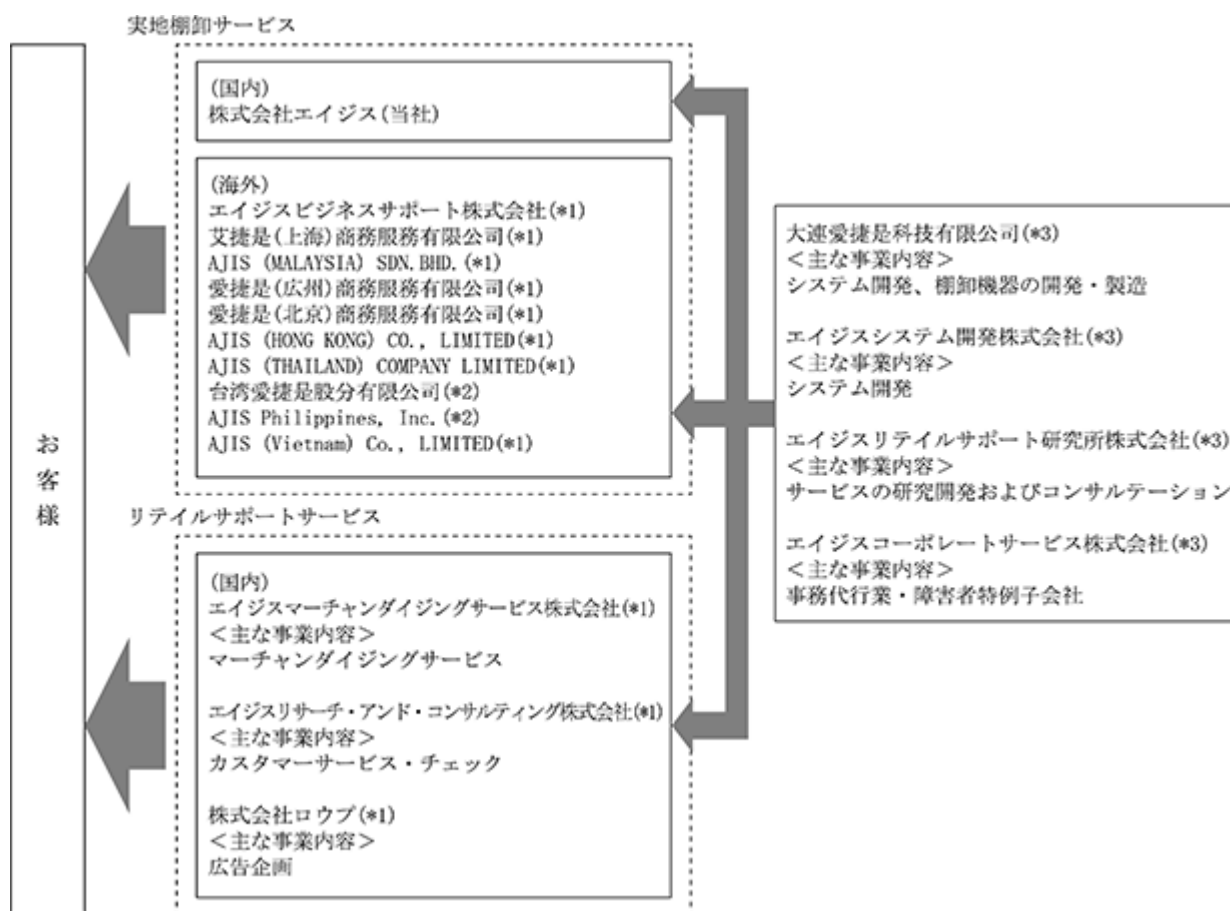 実地棚卸サービス
(国内)
株式会社エイジス(当社)
(海外)
エイジスビジネスサポート株式会社(*1)
艾捷是(上海)商務服務有限公司(*1)
AJIS (MALAYSIA) SDN.BHD.(*1)
愛捷是(広州)商務服務有限公司(*1)
愛捷是(北京)商務服務有限公司(*1)
AJIS (HONG KONG) CO., LIMITED(*1)
AJIS (THAILAND) COMPANY LIMITED(*1)
台湾愛捷是股分有限公司(*2)
AJIS Philippines, Inc.(*2)
AJIS (Vietnam) Co., LIMITED(*1)
リテイルサポートサービス
(国内)
エイジスマーチャンダイジングサービス株式会社(*1)
＜主な事業内容＞
マーチャンダイジングサービス
エイジスリサーチ・アンド・コンサルティング株式会社(*1)
＜主な事業内容＞
カスタマーサービス・チェック
株式会社ロウプ(*1)
＜主な事業内容＞
広告企画
お客様
大連愛捷是科技有限公司(*3)
＜主な事業内容＞
システム開発、棚卸機器の開発・製造
エイジスシステム開発株式会社(*3)
＜主な事業内容＞
システム開発
エイジスリテイルサポート研究所株式会社(*3)
＜主な事業内容＞
サービスの研究開発およびコンサルテーション
エイジスコーポレートサービス株式会社(*3)
＜主な事業内容＞
事務代行業・障害者特例子会社